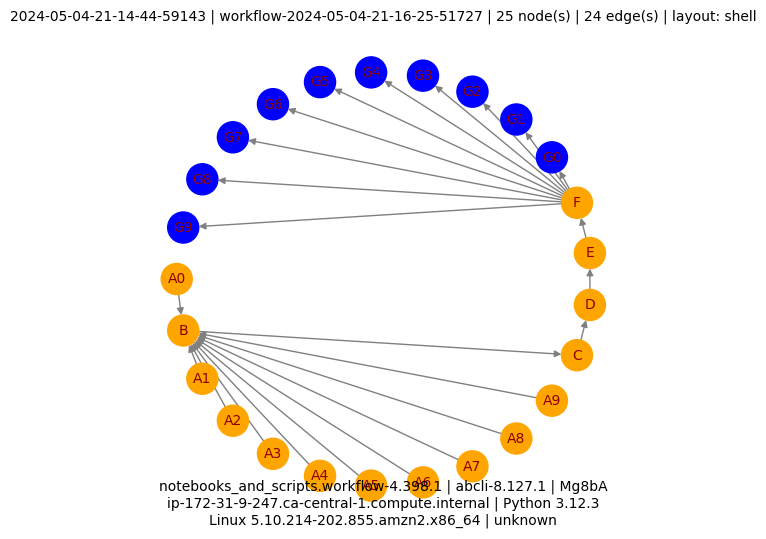 2024-05-04-21-14-44-59143 | workflow-2024-05-04-21-16-25-51727 | 25 node(s) | 24 edge(s) | layout: shell
G4
G3
G5
G2
G6
G1
G7
G0
G8
F
G9
E
A0
D
B
C
A1
A9
A2
A8
A3
A7
A4
A6
A5
notebooks_and_scripts.workflow-4.398.1 | abcli-8.127.1 | Mg8bA
ip-172-31-9-247.ca-central-1.compute.internal | Python 3.12.3
Linux 5.10.214-202.855.amzn2.x86_64 | unknown